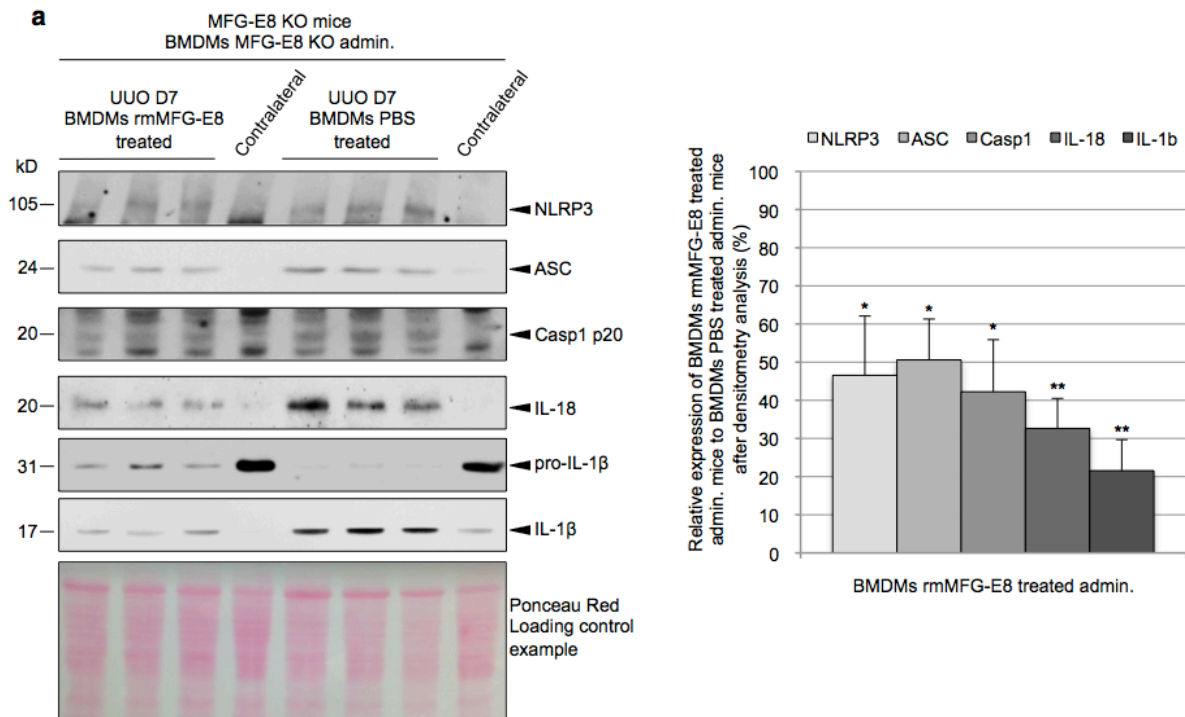 a
MFG-E8 KO mice
BMDMs MFG-E8 KO admin.
UUO D7
BMDMs rmMFG-E8
treated
Contralateral
UUO D7
BMDMs PBS
treated
Contralateral
kD
105
NLRP3
24
ASC
20
Casp1 p20
20
IL-18
31
pro-IL-1β
17
IL-1β
Ponceau Red
Loading control
example
NLRP3 ASC Casp1 IL-18 IL-1b
Relative expression of BMDMs rmMFG-E8 treated
admin. mice to BMDMs PBS treated admin. mice
after densitometry analysis (%)
100
90
80
70
60
50
40
30
20
10
0
*
*
*
**
**
BMDMs rmMFG-E8 treated admin.